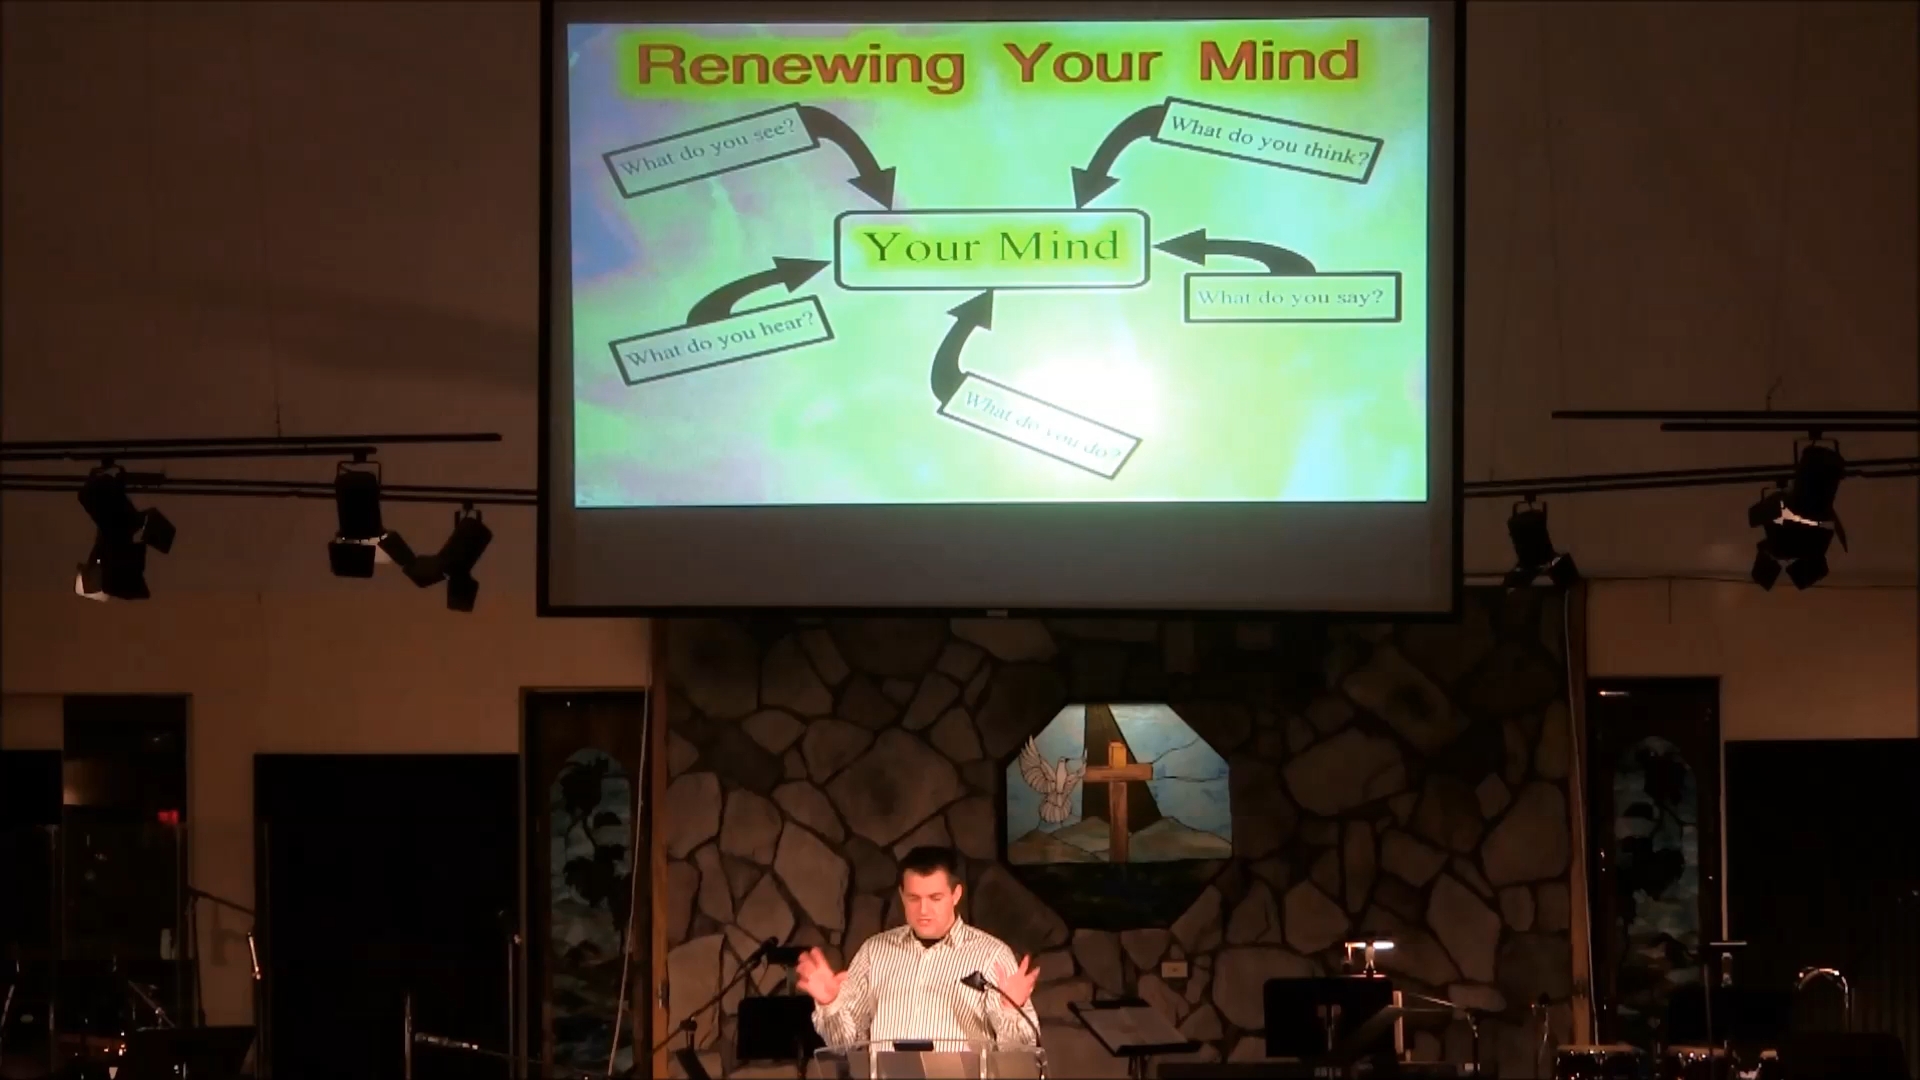 Renewing Your Mind
What do you see?
What do you think?
Your Mind
What do you hear?
What do you say?
What do you do?